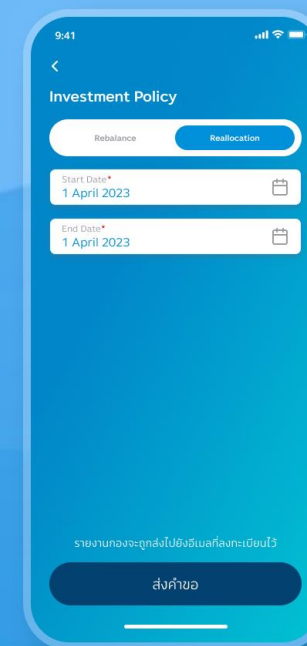 9:41
Investment Policy
Rebalance
Reallocation
Start Date*
1 April 2023
End Date*
1 April 2023
รายงานกองจะถูกส่งไปยังอีเมลที่ลงทะเบียนไว้
ส่งคำขอ